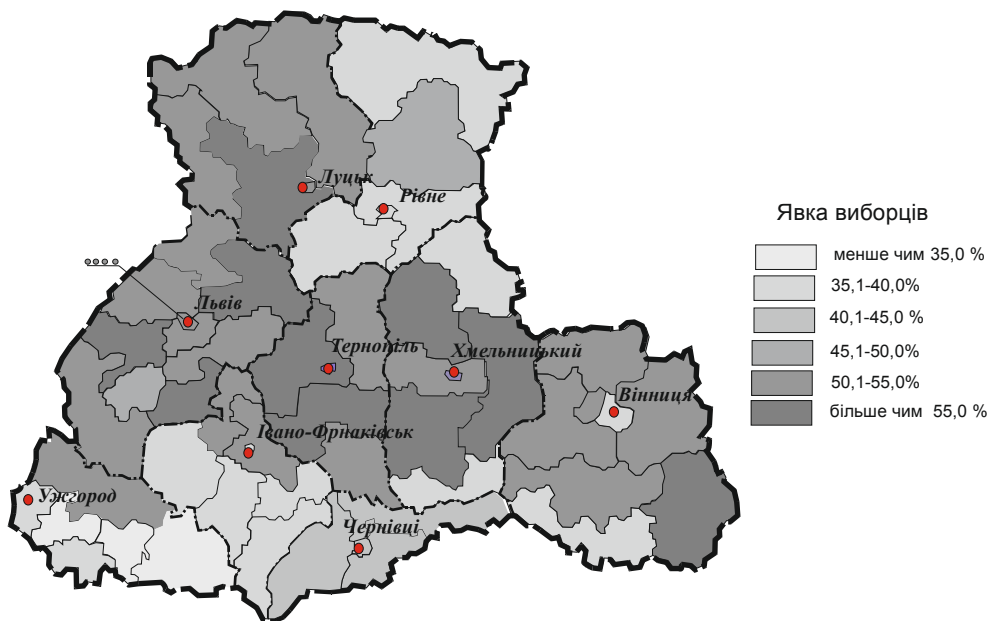 Луцьк
Рівне
Львів
Тернопіль
Хмельницький
Вінниця
Івано-Фрнаківськ
Ужгород
Чернівці
Явка виборців
менше чим 35,0 %
35,1-40,0%
40,1-45,0 %
45,1-50,0%
50,1-55,0%
більше чим 55,0 %